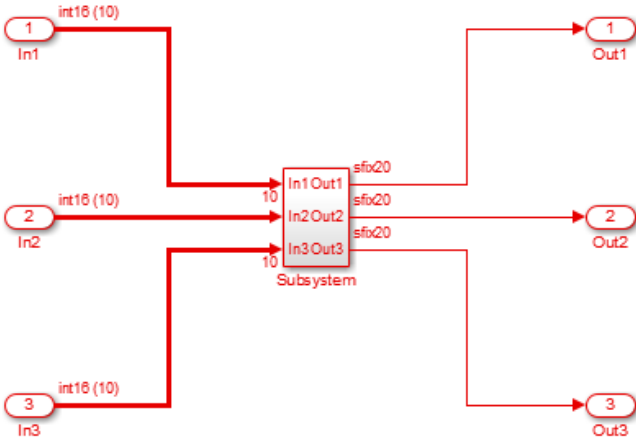 int16 (10)
1
In1
1
Out1
10
In1 Out1
sfix20
int16 (10)
2
In2
In2 Out2
sfix20
2
Out2
10
In3 Out3
sfix20
Subsystem
int16 (10)
3
In3
3
Out3